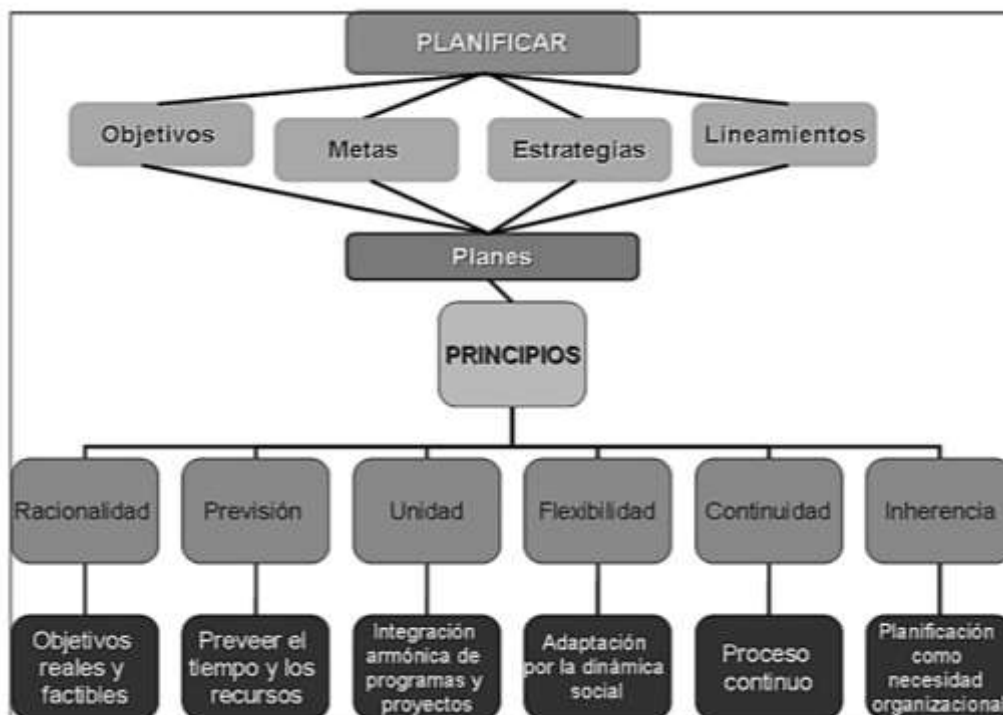 PLANIFICAR
Objetivos
Metas
Estrategias
Lineamientos
Planes
PRINCIPIOS
Racionalidad
Previsión
Unidad
Flexibilidad
Continuidad
Inherencia
Objetivos
reales y
factibles
Preveer el
tiempo y los
recursos
Integración
armónica de
programas y
proyectos
Adaptación
por la dinámica
social
Proceso
continuo
Planificación
como
necesidad
organizacional